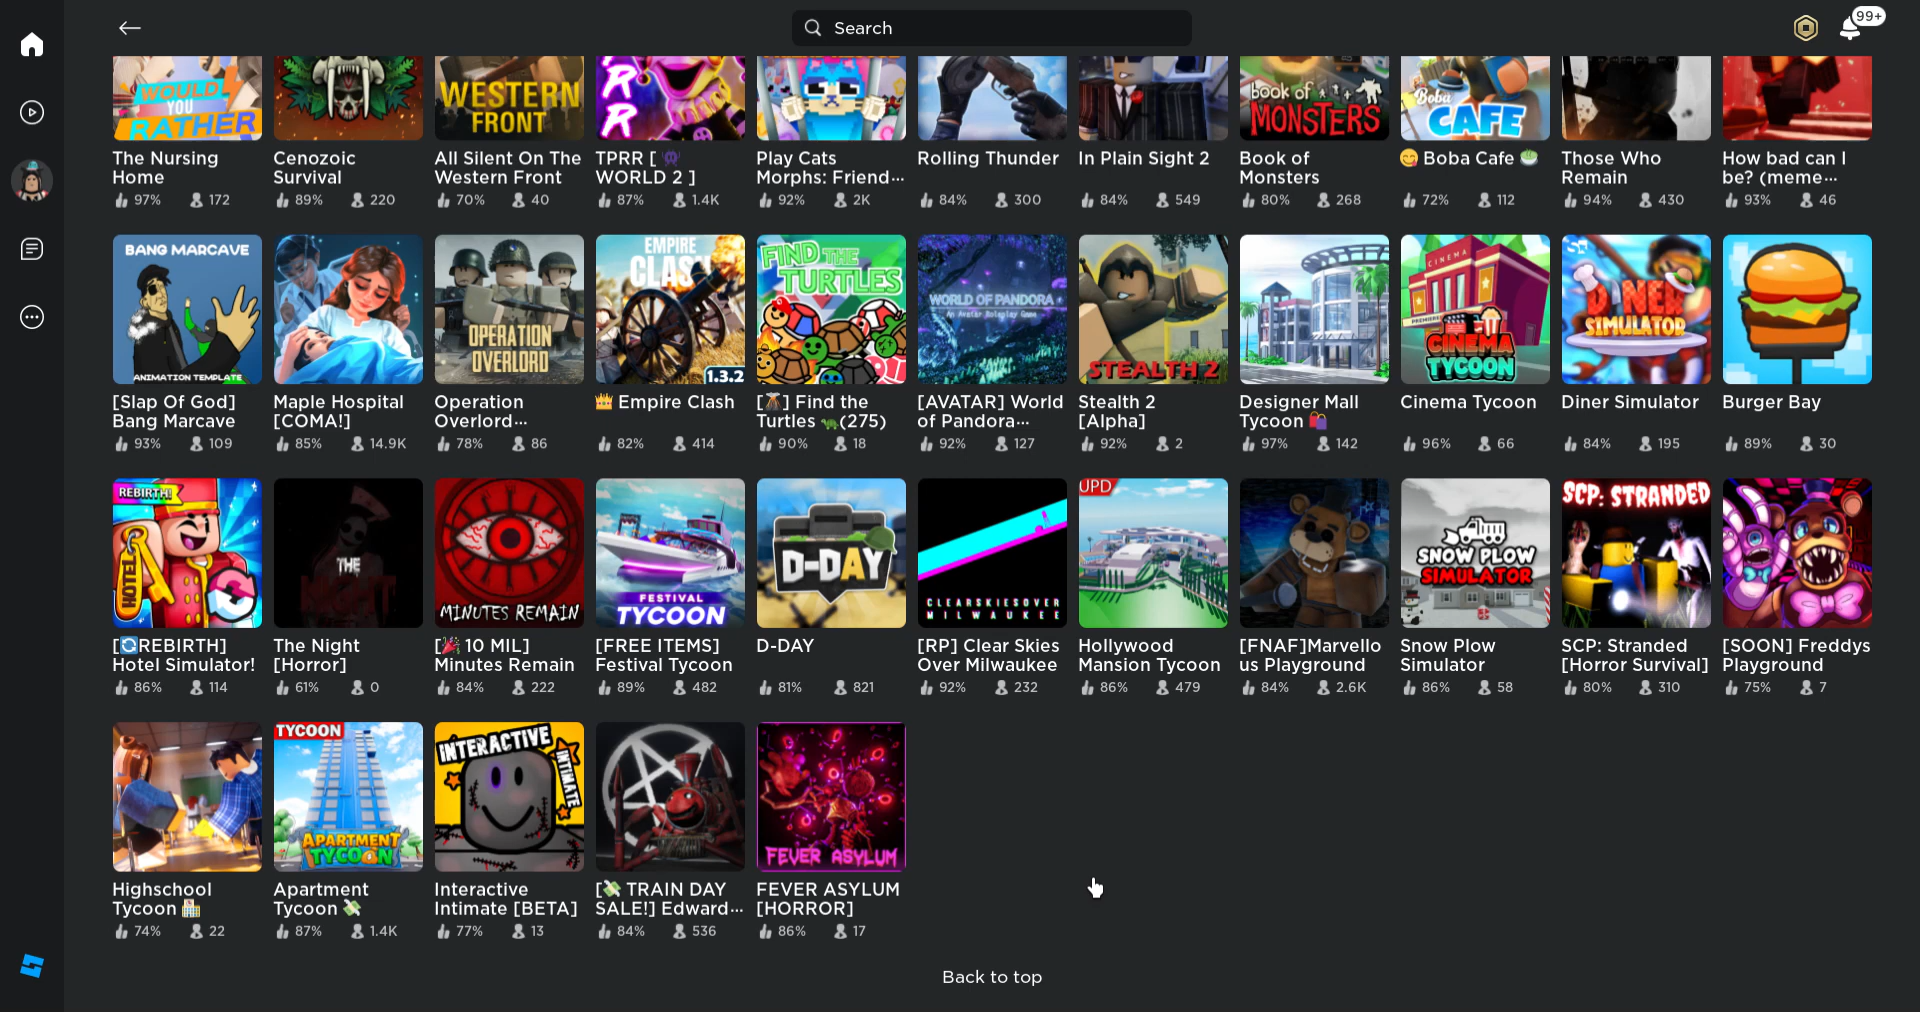 Search
99+
WOULD
YOU
RATHER
WESTERN
FRONT
R
R
book of
MONSTERS
Boba
CAFE
The Nursing
Home
97% 172
Cenozoic
Survival
89% 220
All Silent On The
Western Front
70% 40
TPRR [ 👾
WORLD 2 ]
87% 1.4K
Play Cats
Morphs: Friend...
92% 2K
Rolling Thunder
84% 300
In Plain Sight 2
84% 549
Book of
Monsters
80% 268
😋 Boba Cafe 🍵
72% 112
Those Who
Remain
94% 430
How bad can I
be? (meme...
93% 46
BANG MARCAVE
ANIMATION TEMPLATE
OPERATION
OVERLORD
EMPIRE
CLASH
1.3.2
FIND THE
TURTLES
WORLD OF PANDORA
An Avatar Roleplay Game
STEALTH 2
CINEMA
PREMIERE
CINEMA
TYCOON
DINER
SIMULATOR
[Slap Of God]
Bang Marcave
93% 109
Maple Hospital
[COMA!]
85% 14.9K
Operation
Overlord...
78% 86
👑 Empire Clash
82% 414
[🌋] Find the
Turtles 🐢(275)
90% 18
[AVATAR] World
of Pandora...
92% 127
Stealth 2
[Alpha]
92% 2
Designer Mall
Tycoon 🛍️
97% 142
Cinema Tycoon
96% 66
Diner Simulator
84% 195
Burger Bay
89% 30
REBIRTH!
HOTEL
THE
NIGHT
MINUTES REMAIN
FESTIVAL
TYCOON
D-DAY
CLEARSKIESOVER
MILWAUKEE
UPD
SNOW PLOW
SIMULATOR
SCP: STRANDED
[🔄REBIRTH]
Hotel Simulator!
86% 114
The Night
[Horror]
61% 0
[🎉 10 MIL]
Minutes Remain
84% 222
[FREE ITEMS]
Festival Tycoon
89% 482
D-DAY
81% 821
[RP] Clear Skies
Over Milwaukee
92% 232
Hollywood
Mansion Tycoon
86% 479
[FNAF]Marvello
us Playground
84% 2.6K
Snow Plow
Simulator
86% 58
SCP: Stranded
[Horror Survival]
80% 310
[SOON] Freddys
Playground
75% 7
TYCOON
APARTMENT
TYCOON
INTERACTIVE
INTIMATE
FEVER ASYLUM
Highschool
Tycoon 🏫
74% 22
Apartment
Tycoon 💸
87% 1.4K
Interactive
Intimate [BETA]
77% 13
[💸 TRAIN DAY
SALE!] Edward...
84% 536
FEVER ASYLUM
[HORROR]
86% 17
Back to top